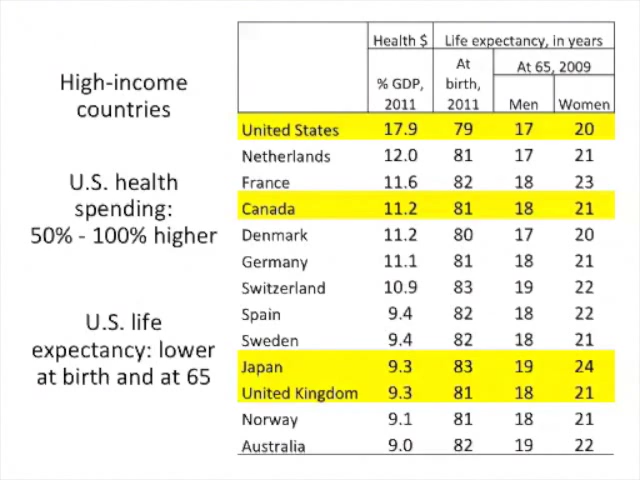 High-income
countries
U.S. health
spending:
50% - 100% higher
U.S. life
expectancy: lower
at birth and at 65
Health $ Life expectancy, in years
% GDP, 2011 At birth, 2011 At 65, 2009
Men Women
United States 17.9 79 17 20
Netherlands 12.0 81 17 21
France 11.6 82 18 23
Canada 11.2 81 18 21
Denmark 11.2 80 17 20
Germany 11.1 81 18 21
Switzerland 10.9 83 19 22
Spain 9.4 82 18 22
Sweden 9.4 82 18 21
Japan 9.3 83 19 24
United Kingdom 9.3 81 18 21
Norway 9.1 81 18 21
Australia 9.0 82 19 22